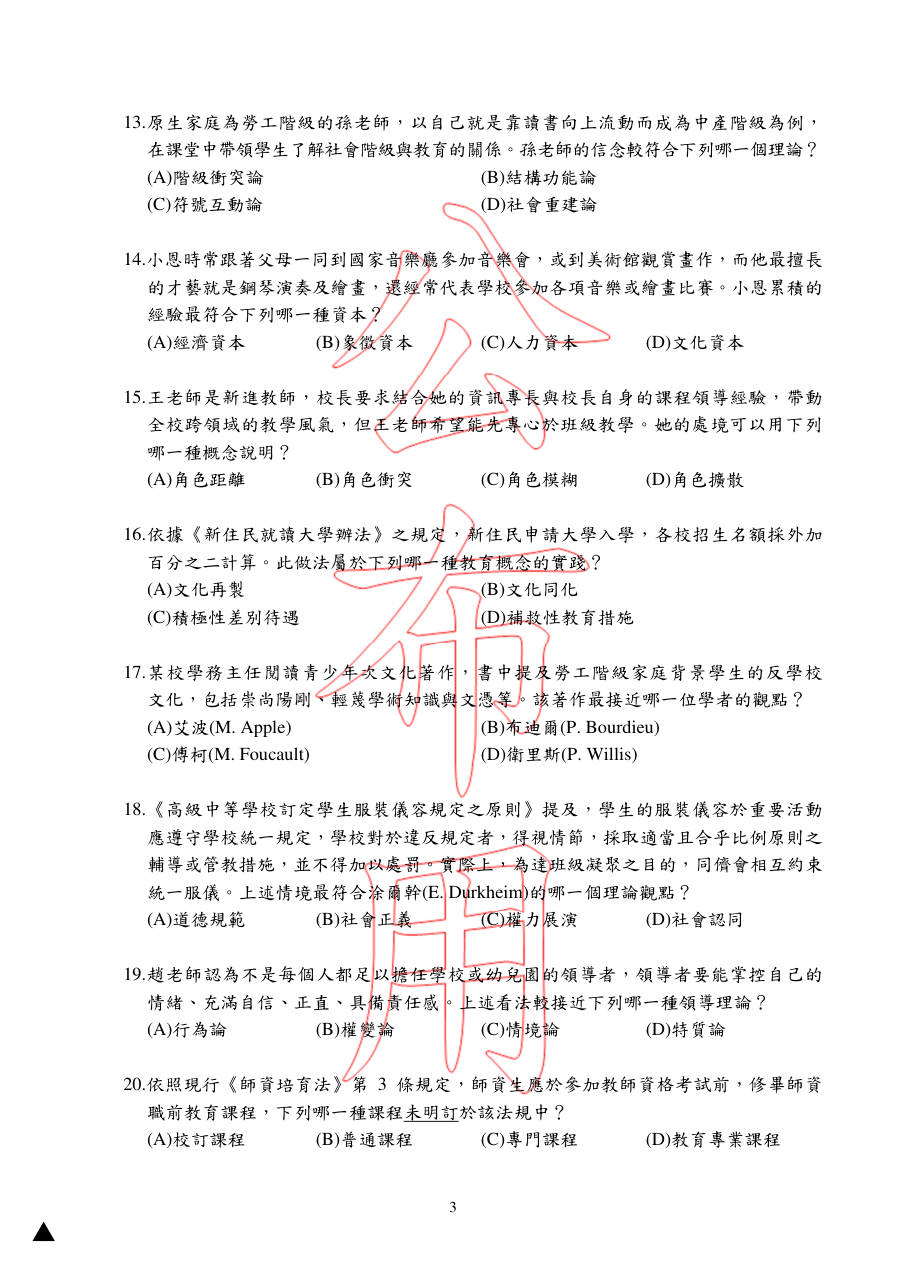 13.原生家庭為勞工階級的孫老師，以自己就是靠讀書向上流動而成為中產階級為例，
在課堂中帶領學生了解社會階級與教育的關係。孫老師的信念較符合下列哪一個理論？
(A)階級衝突論 (B)結構功能論
(C)符號互動論 (D)社會重建論
14.小恩時常跟著父母一同到國家音樂廳參加音樂會，或到美術館觀賞畫作，而他最擅長
的才藝就是鋼琴演奏及繪畫，還經常代表學校參加各項音樂或繪畫比賽。小恩累積的
經驗最符合下列哪一種資本？
(A)經濟資本 (B)象徵資本 (C)人力資本 (D)文化資本
15.王老師是新進教師，校長要求結合她的資訊專長與校長自身的課程領導經驗，帶動
全校跨領域的教學風氣，但王老師希望能先專心於班級教學。她的處境可以用下列
哪一種概念說明？
(A)角色距離 (B)角色衝突 (C)角色模糊 (D)角色擴散
16.依據《新住民就讀大學辦法》之規定，新住民申請大學入學，各校招生名額採外加
百分之二計算。此做法屬於下列哪一種教育概念的實踐？
(A)文化再製 (B)文化同化
(C)積極性差別待遇 (D)補救性教育措施
17.某校學務主任閱讀青少年次文化著作，書中提及勞工階級家庭背景學生的反學校
文化，包括崇尚陽剛、輕蔑學術知識與文憑等。該著作最接近哪一位學者的觀點？
(A)艾波(M. Apple) (B)布迪爾(P. Bourdieu)
(C)傅柯(M. Foucault) (D)衛里斯(P. Willis)
18.《高級中等學校訂定學生服裝儀容規定之原則》提及，學生的服裝儀容於重要活動
應遵守學校統一規定，學校對於違反規定者，得視情節，採取適當且合乎比例原則之
輔導或管教措施，並不得加以處罰。實際上，為達班級凝聚之目的，同儕會相互約束
統一服儀。上述情境最符合涂爾幹(E. Durkheim)的哪一個理論觀點？
(A)道德規範 (B)社會正義 (C)權力展演 (D)社會認同
19.趙老師認為不是每個人都足以擔任學校或幼兒園的領導者，領導者要能掌控自己的
情緒、充滿自信、正直、具備責任感。上述看法較接近下列哪一種領導理論？
(A)行為論 (B)權變論 (C)情境論 (D)特質論
20.依照現行《師資培育法》第 3 條規定，師資生應於參加教師資格考試前，修畢師資
職前教育課程，下列哪一種課程未明訂於該法規中？
(A)校訂課程 (B)普通課程 (C)專門課程 (D)教育專業課程
3
公布用